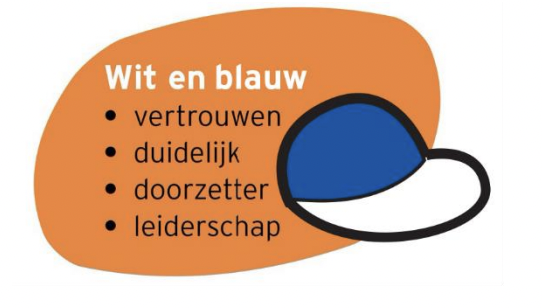 Wit en blauw
• vertrouwen
• duidelijk
• doorzetter
• leiderschap